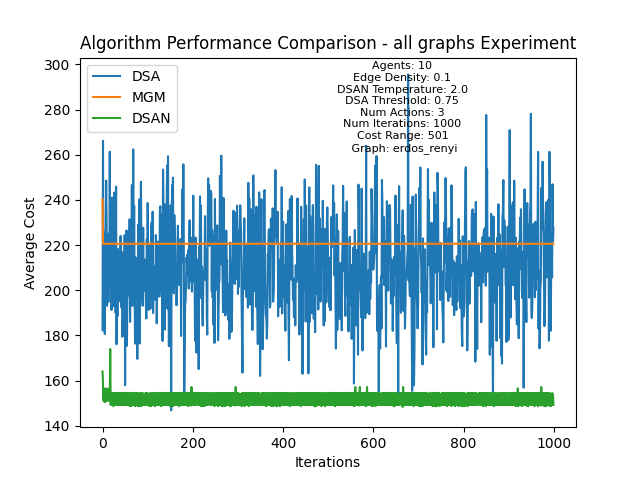 Algorithm Performance Comparison - all graphs Experiment
DSA
MGM
DSAN
Agents: 10
Edge Density: 0.1
DSAN Temperature: 2.0
DSA Threshold: 0.75
Num Actions: 3
Num Iterations: 1000
Cost Range: 501
Graph: erdos_renyi
Average Cost
300
280
260
240
220
200
180
160
140
0 200 400 600 800 1000
Iterations